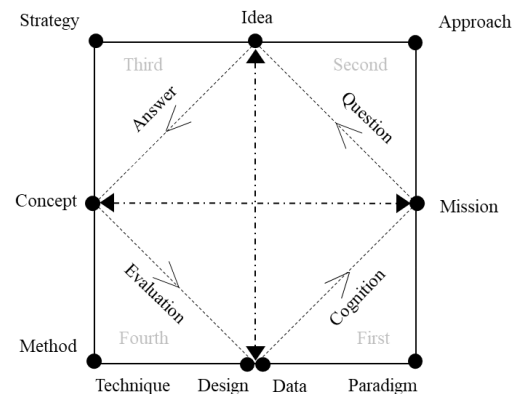 Strategy
Idea
Approach
Third
Second
Answer
Question
Concept
Mission
Evaluation
Cognition
Method
Fourth
First
Technique
Design
Data
Paradigm